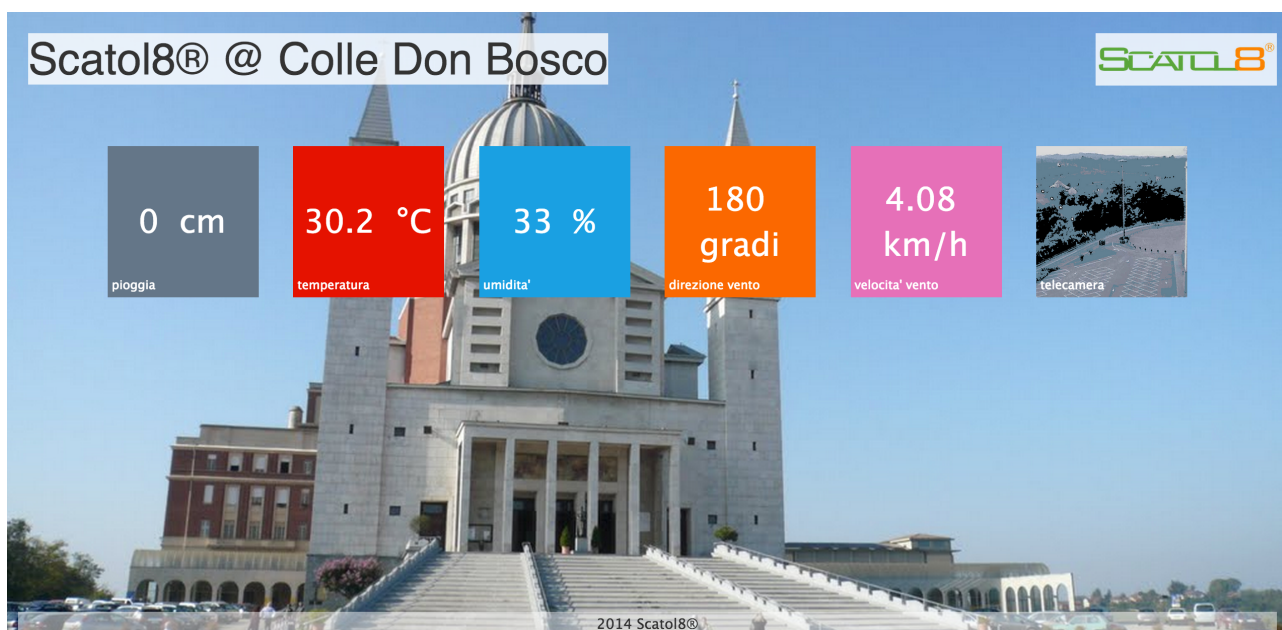 Scatol8® @ Colle Don Bosco
SCATOL8®
0 cm
pioggia
30.2 °C
temperatura
33 %
umidita'
180
gradi
direzione vento
4.08
km/h
velocita' vento
telecamera
2014 Scatol8®